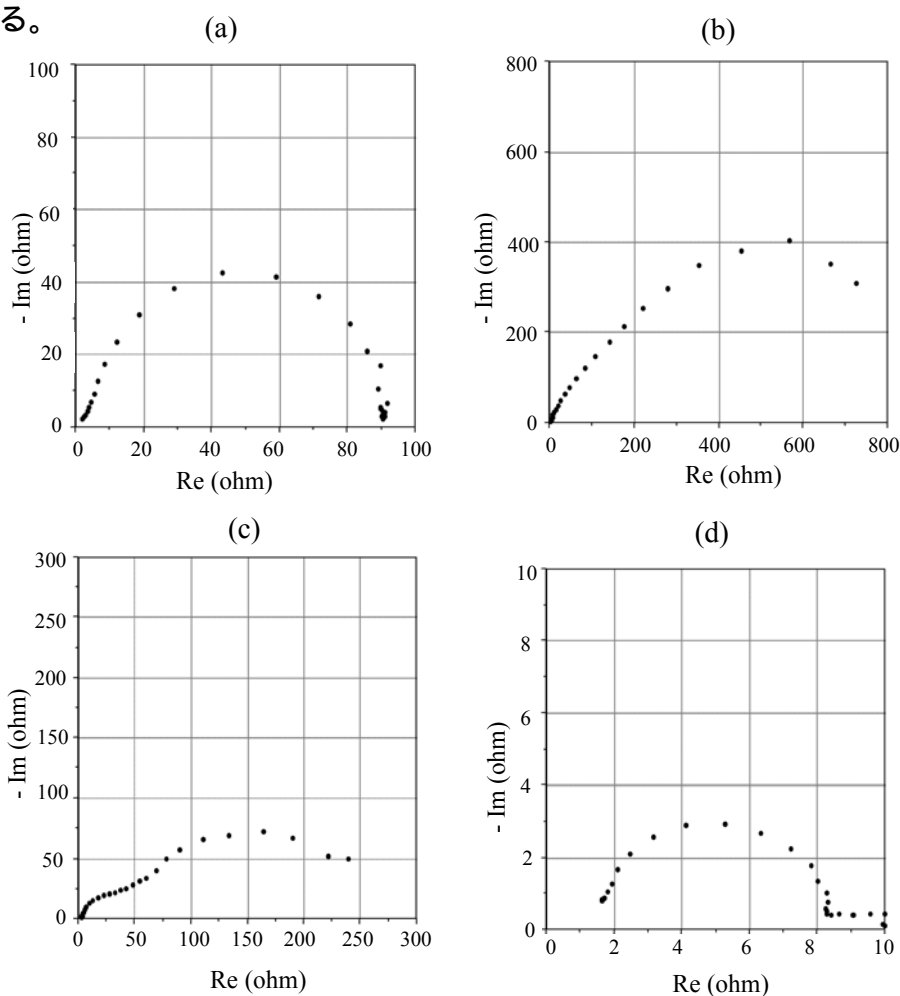 る。
(a)
100
80
60
40
20
0
- Im (ohm)
0 20 40 60 80 100
Re (ohm)
(b)
800
600
400
200
0
- Im (ohm)
0 200 400 600 800
Re (ohm)
(c)
300
250
200
150
100
50
0
- Im (ohm)
0 50 100 150 200 250 300
Re (ohm)
(d)
10
8
6
4
2
0
- Im (ohm)
0 2 4 6 8 10
Re (ohm)